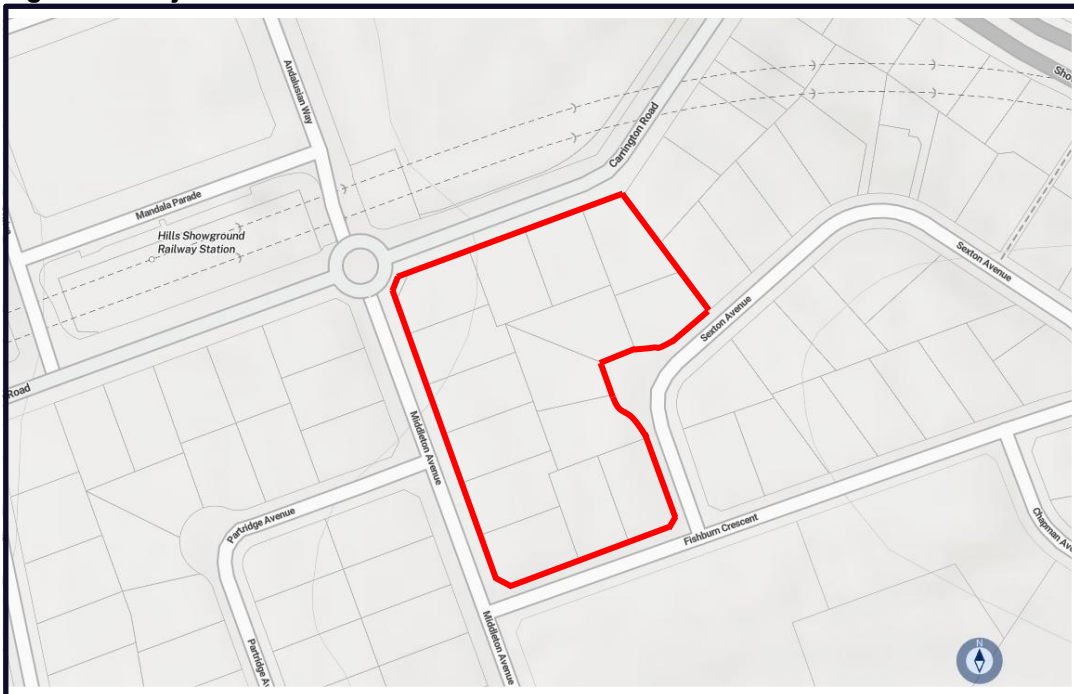 Andalusian Way
Carrington Road
Mandala Parade
Hills Showground
Railway Station
Sexton Avenue
Sexton Avenue
Road
Middleton Avenue
Partridge Avenue
Fishburn Crescent
Middleton Avenue
N